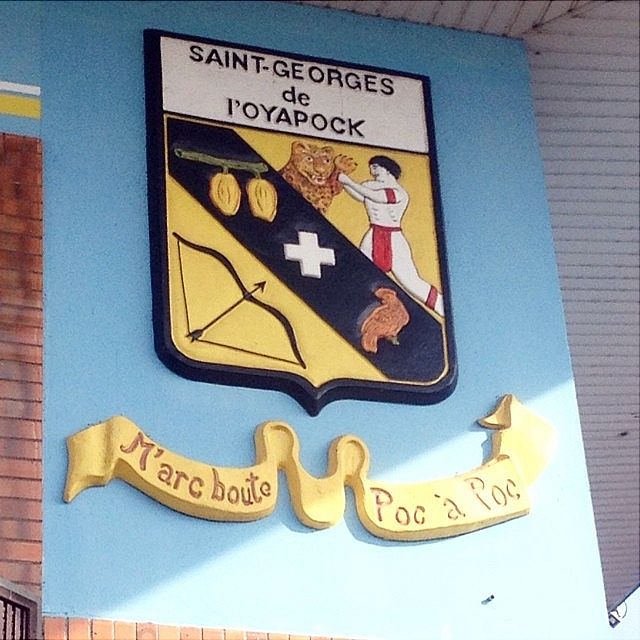 SAINT-GEORGES
de
l'OYAPOCK
M'arc boute
Poc à Poc